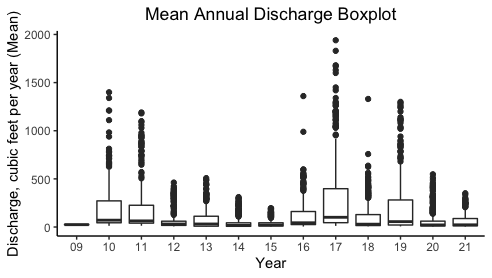 Mean Annual Discharge Boxplot
Discharge, cubic feet per year (Mean)
2000
1500
1000
500
0
09 10 11 12 13 14 15 16 17 18 19 20 21
Year